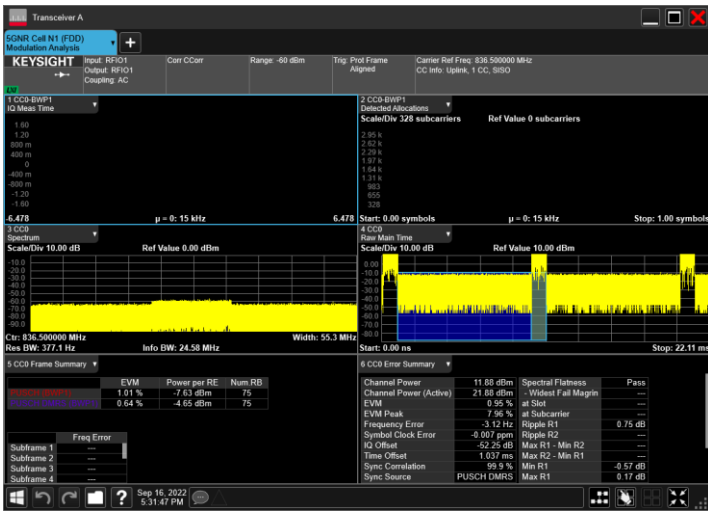 Transceiver A
5GNR Cell N1 (FDD)
Modulation Analysis
KEYSIGHT
Input: RFIO1
Output: RFIO1
Coupling: AC
Corr CCorr
Range: -60 dBm
Trig: Prot Frame
Aligned
Carrier Ref Freq: 836.500000 MHz
CC Info: Uplink, 1 CC, SISO
1 CC0-BWP1
IQ Meas Time
1.60
1.20
800 m
400 m
0
-400 m
-800 m
-1.20
-1.60
-6.478
µ = 0: 15 kHz
6.478
2 CC0-BWP1
Detected Allocations
Scale/Div 328 subcarriers
Ref Value 0 subcarriers
2.95 k
2.62 k
2.29 k
1.97 k
1.64 k
1.31 k
983
655
328
Start: 0.00 symbols
µ = 0: 15 kHz
Stop: 1.00 symbols
3 CC0
Spectrum
Scale/Div 10.00 dB
Ref Value 0.00 dBm
-10.0
-20.0
-30.0
-40.0
-50.0
-60.0
-70.0
-80.0
-90.0
Ctr: 836.500000 MHz
Width: 55.3 MHz
Res BW: 377.1 Hz
Info BW: 24.58 MHz
4 CC0
Raw Main Time
Scale/Div 10.00 dB
Ref Value 10.00 dBm
0.00
-10.0
-20.0
-30.0
-40.0
-50.0
-60.0
-70.0
-80.0
Start: 0.00 ns
Stop: 22.11 ms
5 CC0 Frame Summary
EVM Power per RE Num.RB
1.01 % -7.63 dBm 75
0.64 % -4.65 dBm 75
Freq Error
Subframe 1 ---
Subframe 2 ---
Subframe 3 ---
Subframe 4 ---
6 CC0 Error Summary
Channel Power 11.88 dBm Spectral Flatness Pass
Channel Power (Active) 21.88 dBm - Widest Fail Magrin ---
EVM 0.95 % at Slot ---
EVM Peak 7.96 % at Subcarrier ---
Frequency Error -3.12 Hz Ripple R1 0.75 dB
Symbol Clock Error -0.007 ppm Ripple R2 ---
IQ Offset -52.25 dB Max R1 - Min R2 ---
Time Offset 1.037 ms Max R2 - Min R1 ---
Sync Correlation 99.9 % Min R1 -0.57 dB
Sync Source PUSCH DMRS Max R1 0.17 dB
Sep 16, 2022
5:31:47 PM